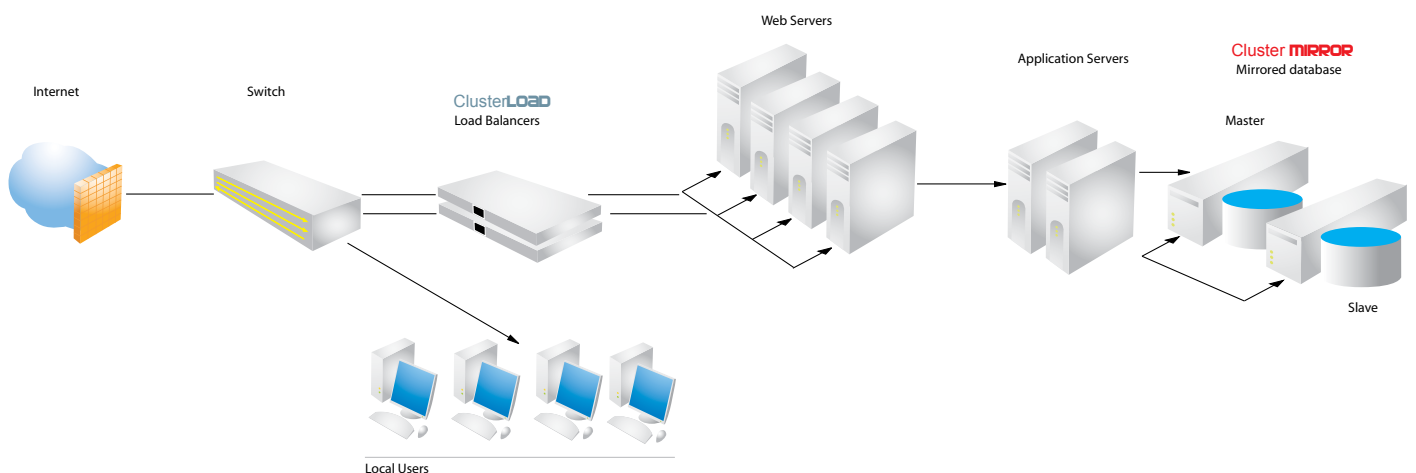 Internet
Switch
ClusterLOAD
Load Balancers
Web Servers
Application Servers
Cluster MIRROR
Mirrored database
Master
Slave
Local Users